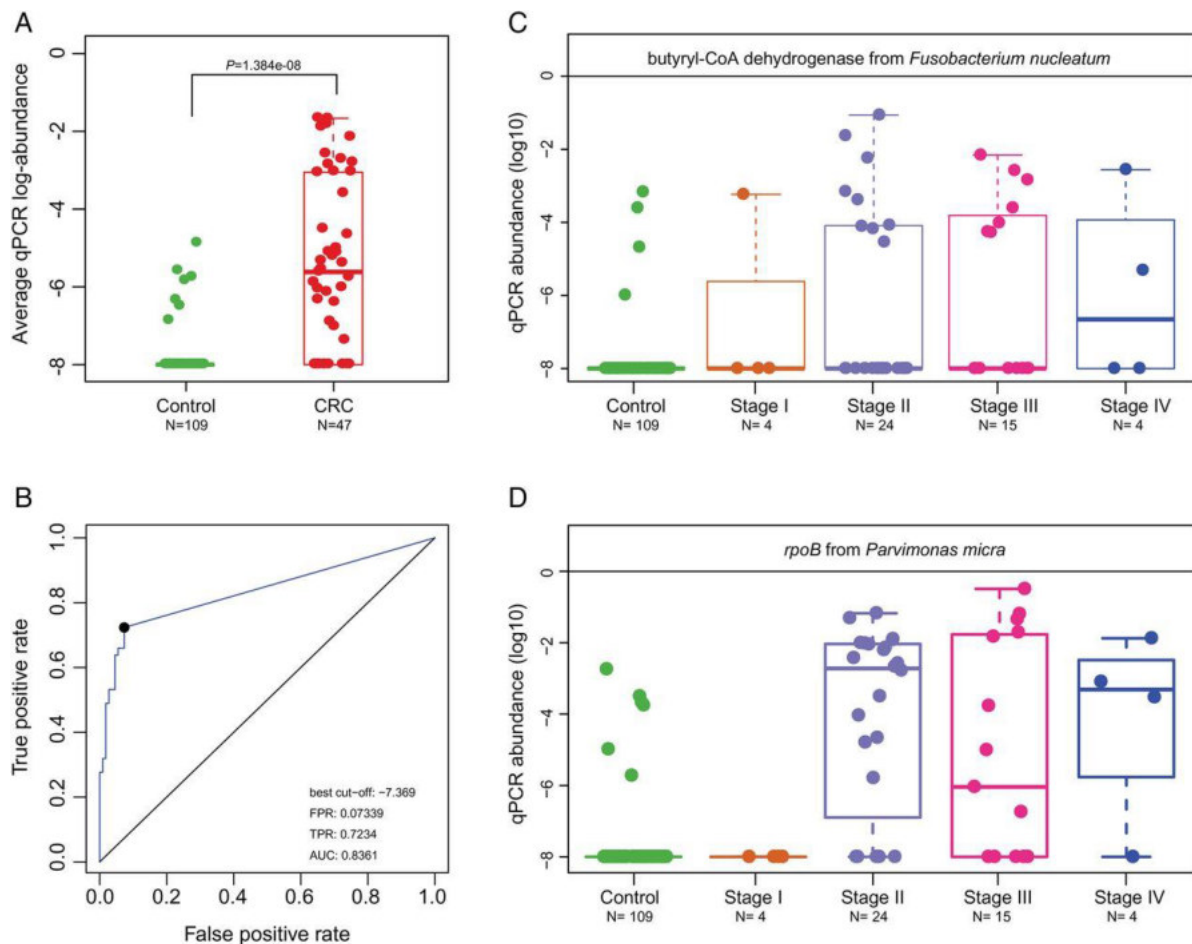 A
P=1.384e-08
Average qPCR log-abundance
0
-2
-4
-6
-8
Control
N=109
CRC
N=47
B
True positive rate
1.0
0.8
0.6
0.4
0.2
0.0
best cut-off: -7.369
FPR: 0.07339
TPR: 0.7234
AUC: 0.8361
0.0 0.2 0.4 0.6 0.8 1.0
False positive rate
C
butyryl-CoA dehydrogenase from Fusobacterium nucleatum
qPCR abundance (log10)
0
-2
-4
-6
-8
Control Stage I Stage II Stage III Stage IV
N= 109 N= 4 N= 24 N= 15 N= 4
D
rpoB from Parvimonas micra
qPCR abundance (log10)
0
-2
-4
-6
-8
Control Stage I Stage II Stage III Stage IV
N= 109 N= 4 N= 24 N= 15 N= 4